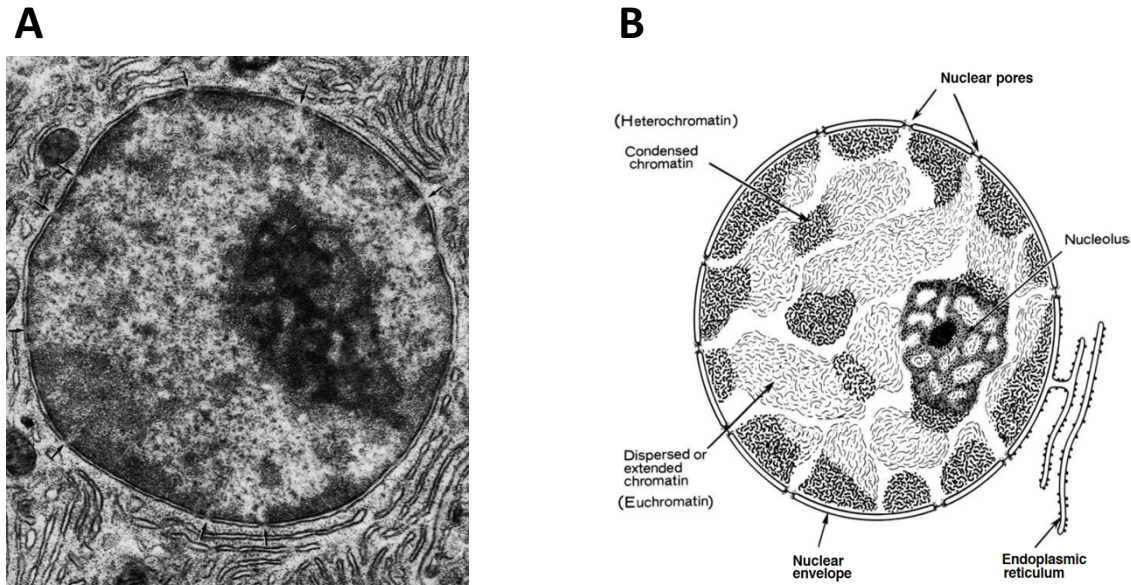 A
B
Nuclear pores
(Heterochromatin)
Condensed
chromatin
Nucleolus
Dispersed or
extended
chromatin
(Euchromatin)
Nuclear
envelope
Endoplasmic
reticulum